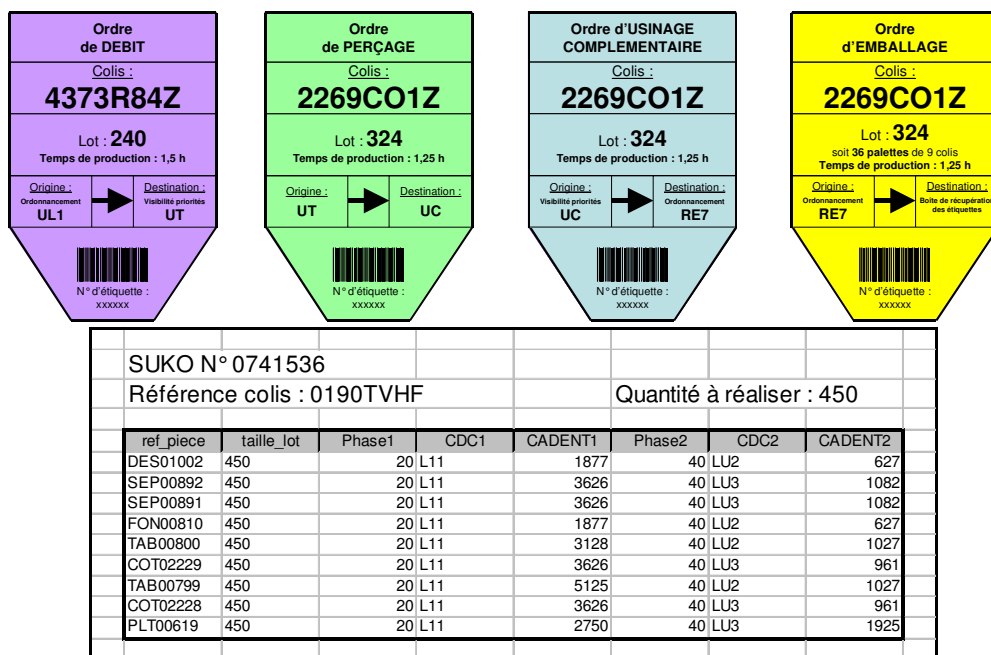 Ordre
de DEBIT
Colis :
4373R84Z
Lot : 240
Temps de production : 1,5 h
Origine :
Ordonnancement
UL1
Destination :
Visibilité priorités
UT
N° d'étiquette :
xxxxxx
Ordre
de PERÇAGE
Colis :
2269CO1Z
Lot : 324
Temps de production : 1,25 h
Origine :
UT
Destination :
UC
N° d'étiquette :
xxxxxx
Ordre d'USINAGE
COMPLEMENTAIRE
Colis :
2269CO1Z
Lot : 324
Temps de production : 1,25 h
Origine :
Visibilité priorités
UC
Destination :
Ordonnancement
RE7
N° d'étiquette :
xxxxxx
Ordre
d'EMBALLAGE
Colis :
2269CO1Z
Lot : 324
soit 36 palettes de 9 colis
Temps de production : 1,25 h
Origine :
Ordonnancement
RE7
Destination :
Boite de récupération
des étiquettes
N° d'étiquette :
xxxxxx
SUKO N° 0741536
Référence colis : 0190TVHF Quantité à réaliser : 450
ref_piece taille_lot Phase1 CDC1 CADENT1 Phase2 CDC2 CADENT2
DES01002 450 20 L11 1877 40 LU2 627
SEP00892 450 20 L11 3626 40 LU3 1082
SEP00891 450 20 L11 3626 40 LU3 1082
FON00810 450 20 L11 1877 40 LU2 627
TAB00800 450 20 L11 3128 40 LU2 1027
COT02229 450 20 L11 3626 40 LU3 961
TAB00799 450 20 L11 5125 40 LU2 1027
COT02228 450 20 L11 3626 40 LU3 961
PLT00619 450 20 L11 2750 40 LU3 1925